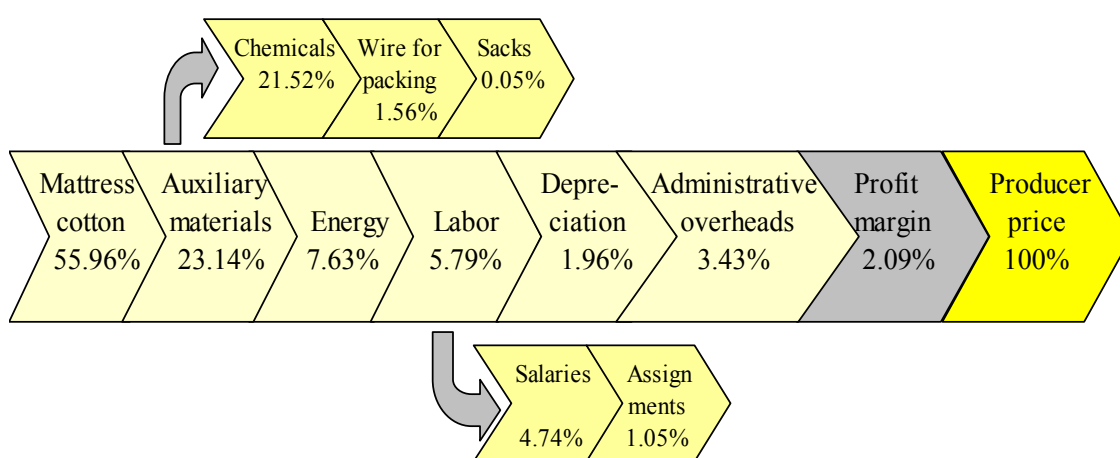 Chemicals
21.52%
Wire for
packing
1.56%
Sacks
0.05%
Mattress
cotton
55.96%
Auxiliary
materials
23.14%
Energy
7.63%
Labor
5.79%
Depre-
ciation
1.96%
Administrative
overheads
3.43%
Profit
margin
2.09%
Producer
price
100%
Salaries
4.74%
Assign
ments
1.05%